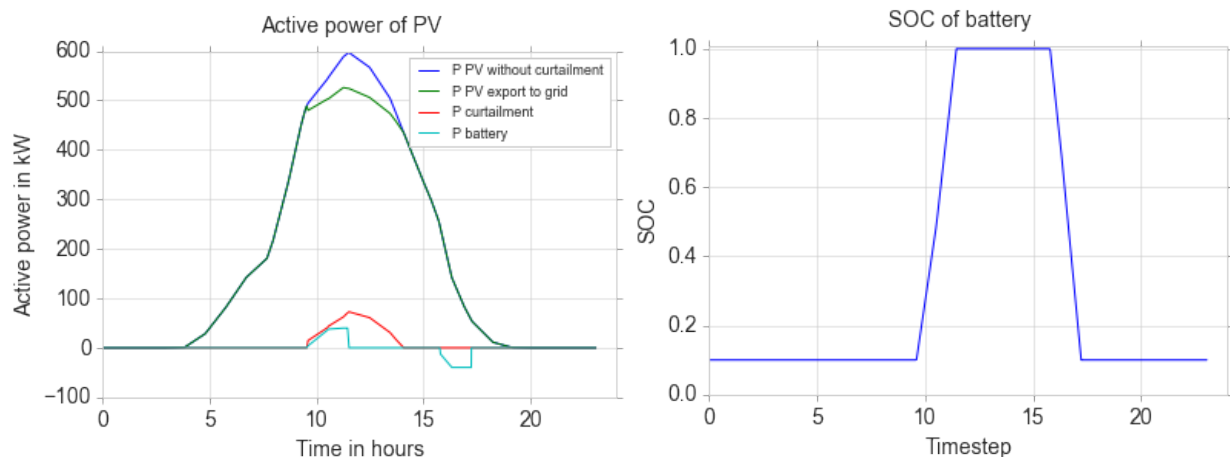 Active power of PV
600
500
400
300
200
100
0
−100
Active power in kW
P PV without curtailment
P PV export to grid
P curtailment
P battery
0
5
10
15
20
Time in hours
SOC of battery
1.0
0.8
0.6
0.4
0.2
0.0
SOC
0
5
10
15
20
Timestep